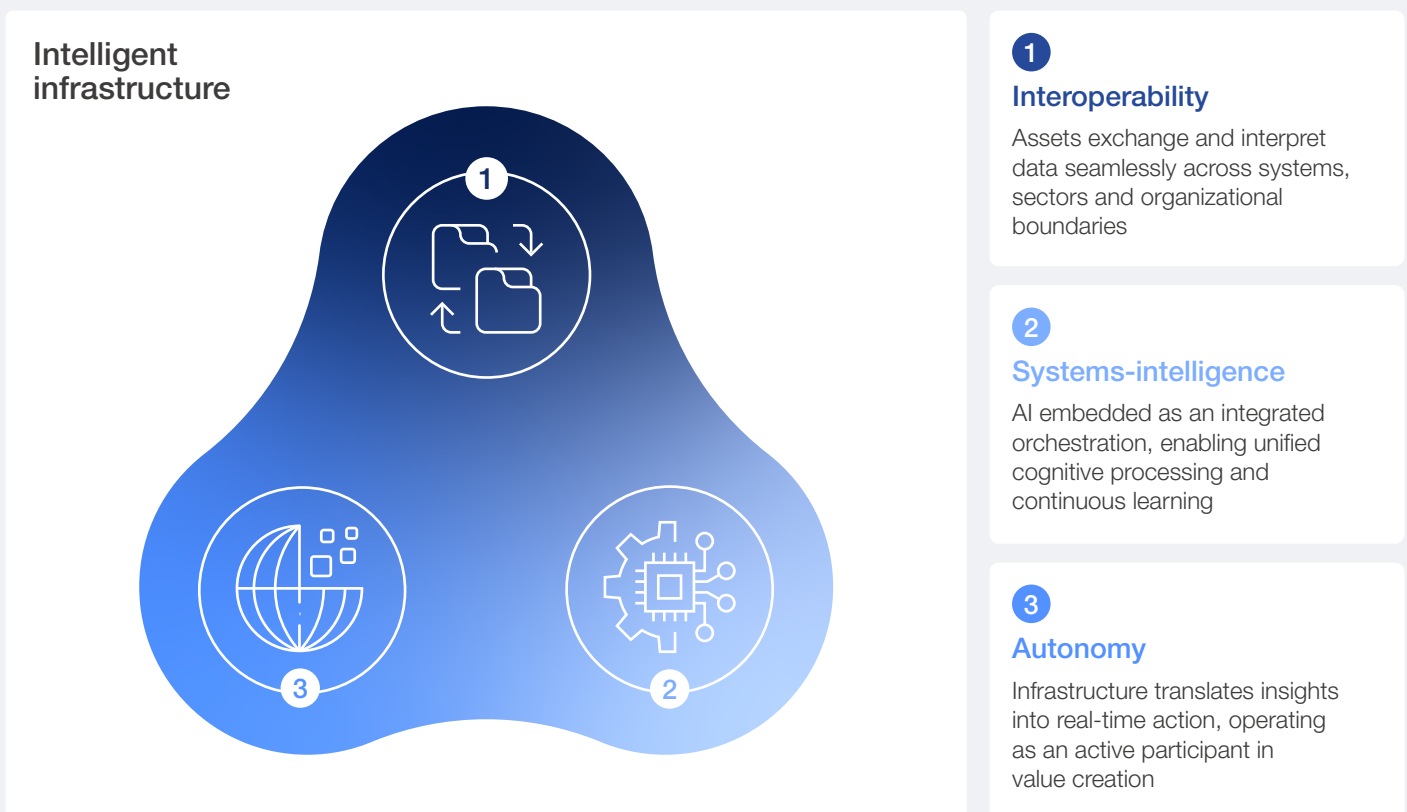 Intelligent
infrastructure
1
3
2
1
Interoperability
Assets exchange and interpret
data seamlessly across systems,
sectors and organizational
boundaries
2
Systems-intelligence
AI embedded as an integrated
orchestration, enabling unified
cognitive processing and
continuous learning
3
Autonomy
Infrastructure translates insights
into real-time action, operating
as an active participant in
value creation